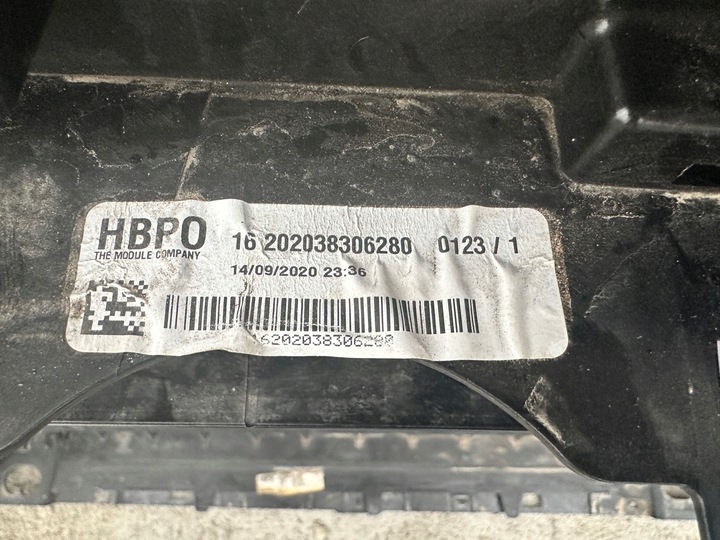 HBPO 16 202038306280 0123 / 1
THE MODULE COMPANY
14/09/2020 23:36
16202038306280